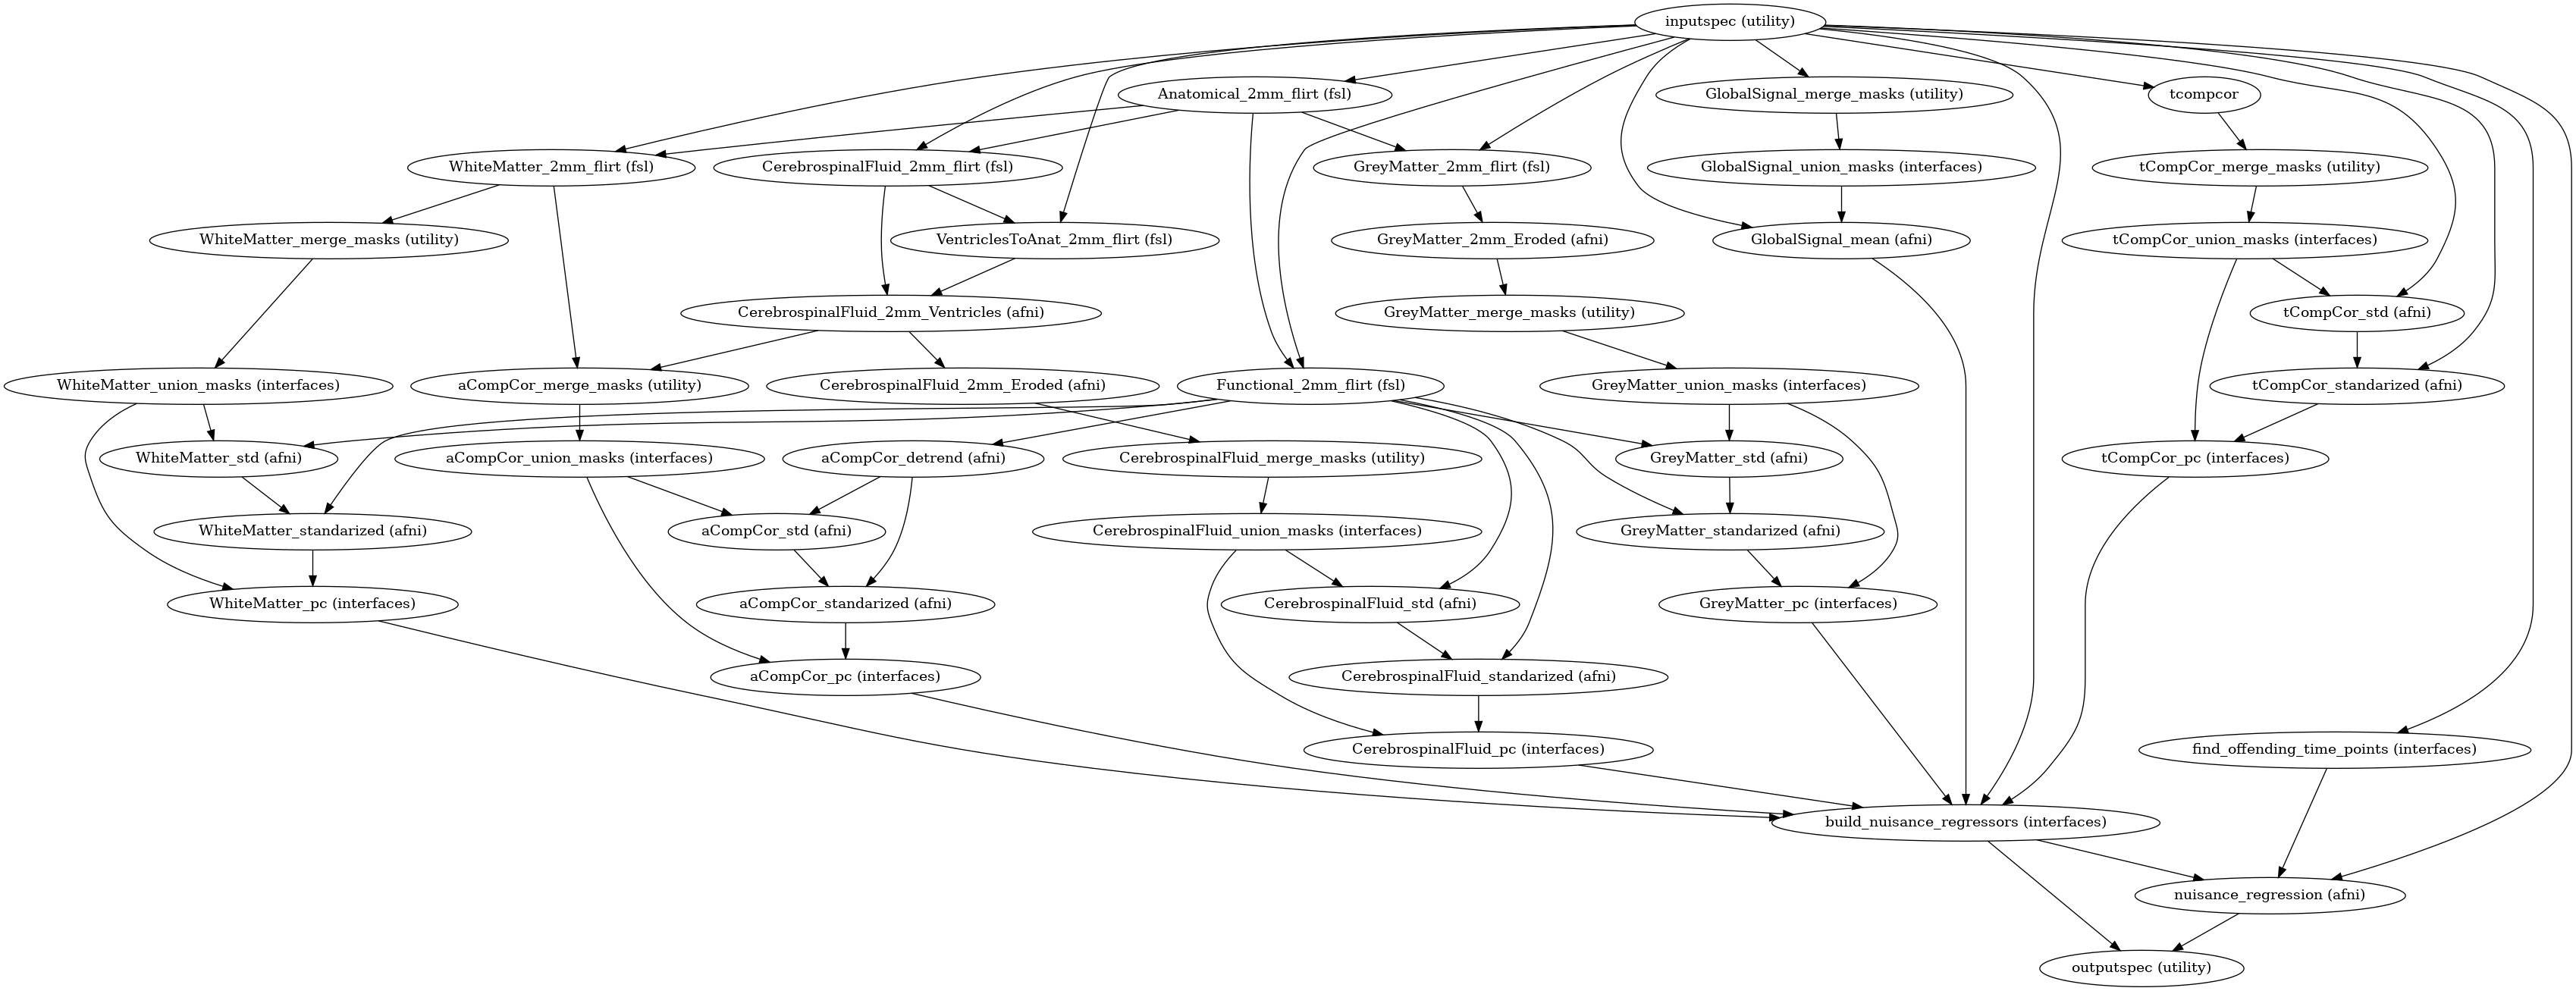 inputspec (utility)
Anatomical_2mm_flirt (fsl)
GlobalSignal_merge_masks (utility)
tcompcor
WhiteMatter_2mm_flirt (fsl)
CerebrospinalFluid_2mm_flirt (fsl)
GreyMatter_2mm_flirt (fsl)
GlobalSignal_union_masks (interfaces)
tCompCor_merge_masks (utility)
WhiteMatter_merge_masks (utility)
VentriclesToAnat_2mm_flirt (fsl)
GreyMatter_2mm_Eroded (afni)
GlobalSignal_mean (afni)
tCompCor_union_masks (interfaces)
CerebrospinalFluid_2mm_Ventricles (afni)
GreyMatter_merge_masks (utility)
tCompCor_std (afni)
WhiteMatter_union_masks (interfaces)
aCompCor_merge_masks (utility)
CerebrospinalFluid_2mm_Eroded (afni)
Functional_2mm_flirt (fsl)
GreyMatter_union_masks (interfaces)
tCompCor_standarized (afni)
WhiteMatter_std (afni)
aCompCor_union_masks (interfaces)
aCompCor_detrend (afni)
CerebrospinalFluid_merge_masks (utility)
GreyMatter_std (afni)
tCompCor_pc (interfaces)
WhiteMatter_standarized (afni)
aCompCor_std (afni)
CerebrospinalFluid_union_masks (interfaces)
GreyMatter_standarized (afni)
WhiteMatter_pc (interfaces)
aCompCor_standarized (afni)
CerebrospinalFluid_std (afni)
GreyMatter_pc (interfaces)
aCompCor_pc (interfaces)
CerebrospinalFluid_standarized (afni)
CerebrospinalFluid_pc (interfaces)
find_offending_time_points (interfaces)
build_nuisance_regressors (interfaces)
nuisance_regression (afni)
outputspec (utility)